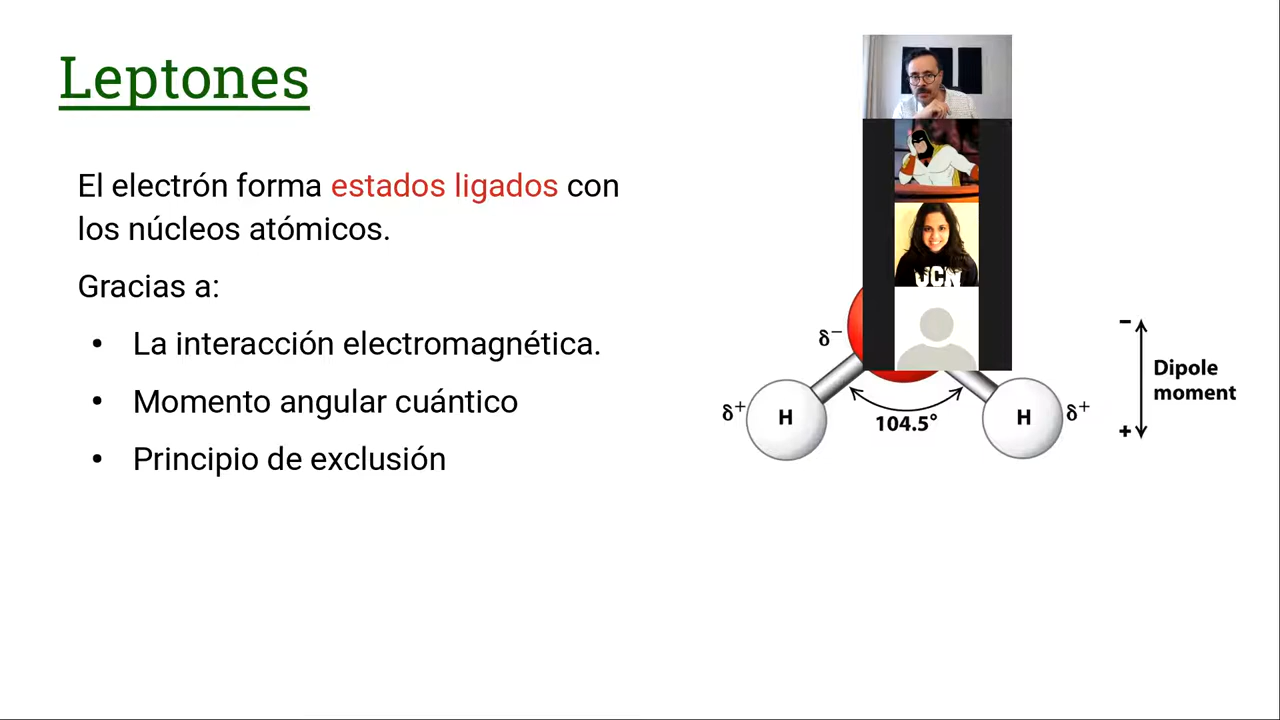 Leptones
El electrón forma estados ligados con
los núcleos atómicos.
Gracias a:
• La interacción electromagnética.
• Momento angular cuántico
• Principio de exclusión
UCN
δ−
−
Dipole
moment
δ+
H
104.5°
H
δ+
+